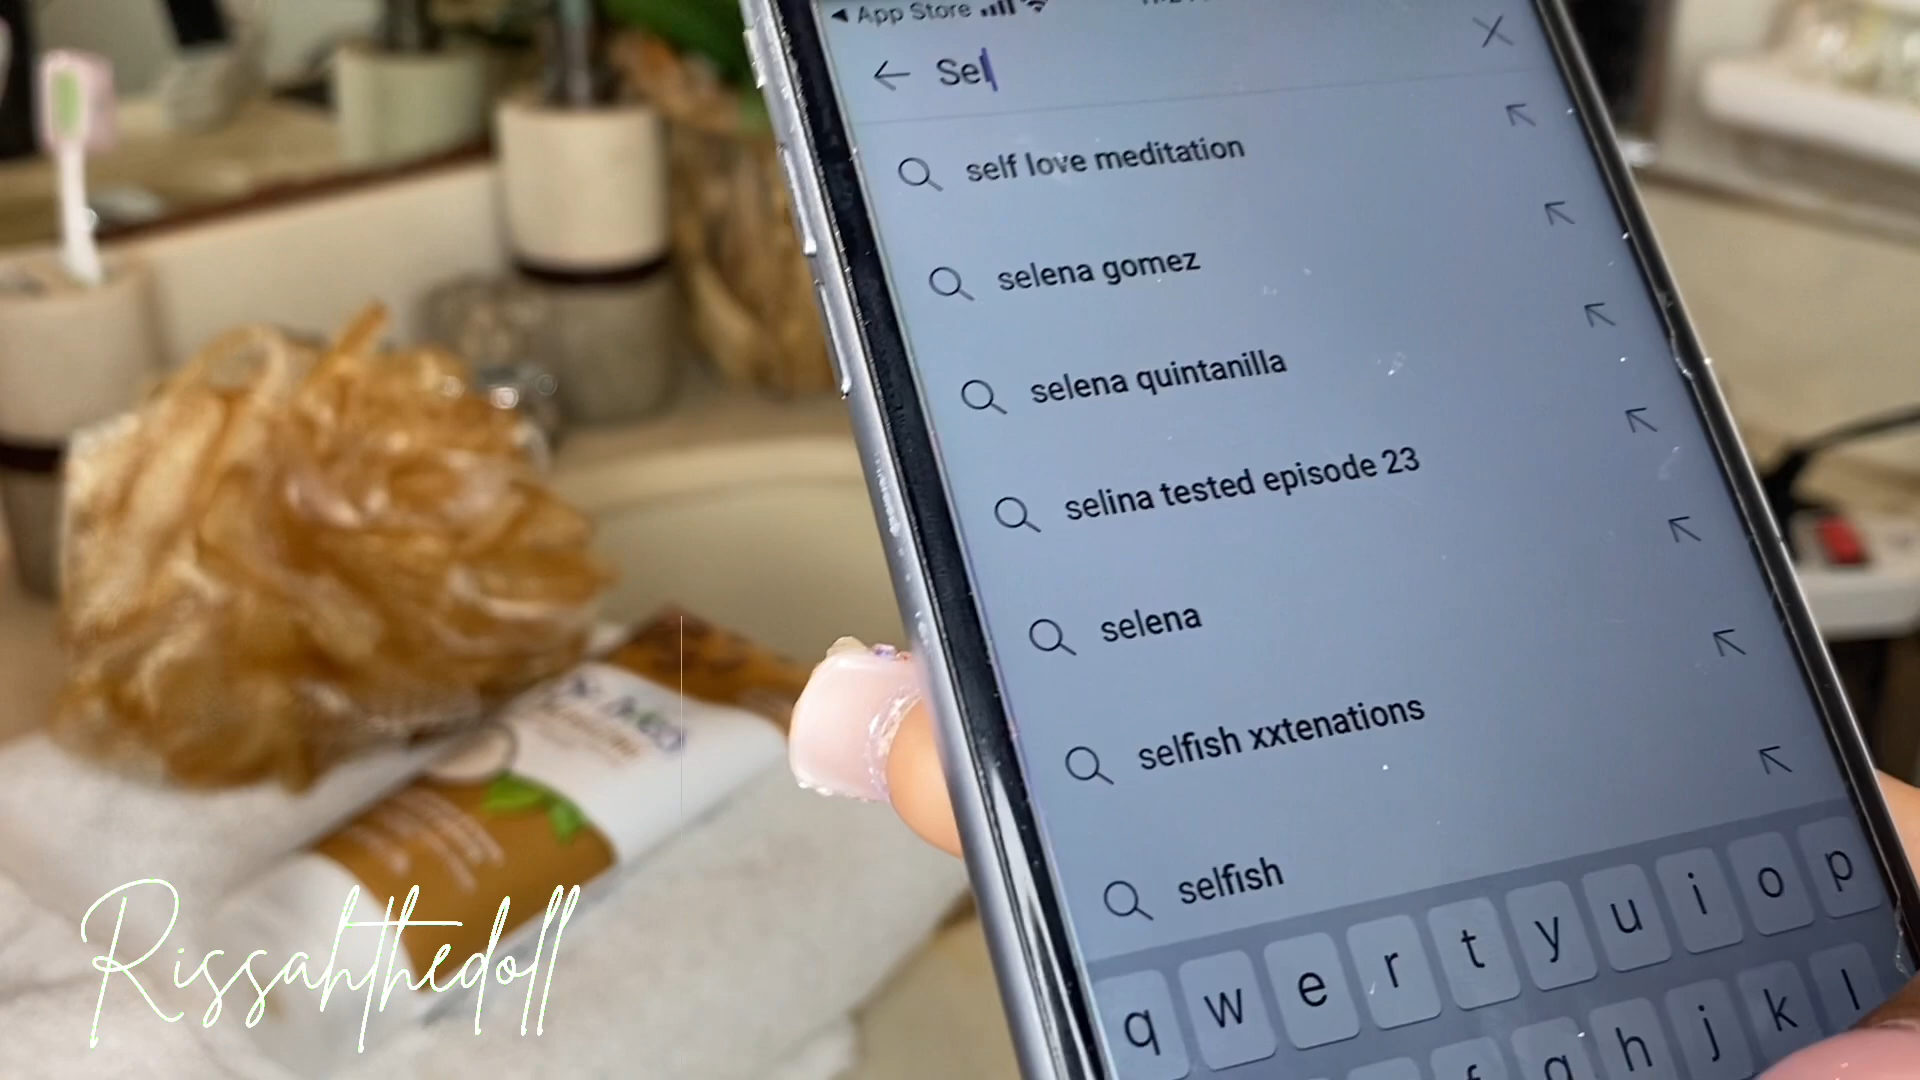 App Store
Sel
self love meditation
selena gomez
selena quintanilla
selina tested episode 23
selena
selfish xxtenations
selfish
q w e r t y u i o p
f g h j k l
Rissahthedoll